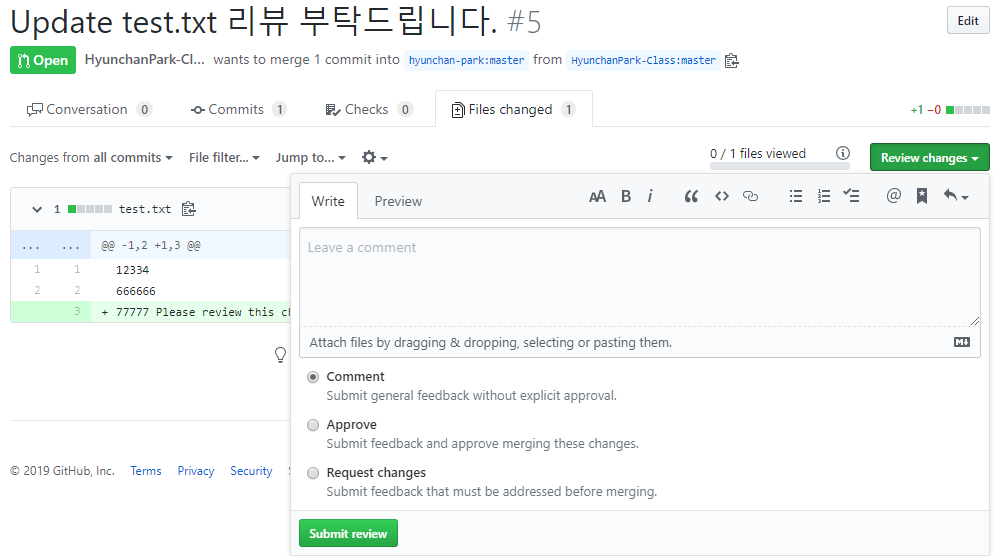 Update test.txt 리뷰 부탁드립니다. #5
Edit
Open HyunchanPark-Cl... wants to merge 1 commit into hyunchan-park:master from HyunchanPark-Class:master
Conversation 0 Commits 1 Checks 0 Files changed 1 +1 −0
Changes from all commits File filter... Jump to... 0 / 1 files viewed Review changes
1 test.txt
... ... @@ -1,2 +1,3 @@
1 1 12334
2 2 666666
3 + 77777 Please review this
Write Preview AA B i @
Leave a comment
Attach files by dragging & dropping, selecting or pasting them.
Comment
Submit general feedback without explicit approval.
Approve
Submit feedback and approve merging these changes.
Request changes
Submit feedback that must be addressed before merging.
Submit review
© 2019 GitHub, Inc. Terms Privacy Security